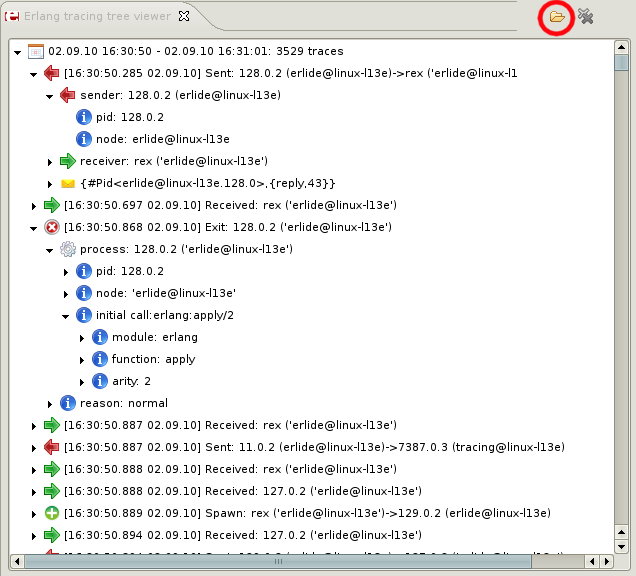 Erlang tracing tree viewer
02.09.10 16:30:50 - 02.09.10 16:31:01: 3529 traces
[16:30:50.285 02.09.10] Sent: 128.0.2 (erlide@linux-l13e)->rex ('erlide@linux-l1
sender: 128.0.2 (erlide@linux-l13e)
pid: 128.0.2
node: erlide@linux-l13e
receiver: rex ('erlide@linux-l13e')
{#Pid<erlide@linux-l13e.128.0>,{reply,43}}
[16:30:50.697 02.09.10] Received: rex ('erlide@linux-l13e')
[16:30:50.868 02.09.10] Exit: 128.0.2 ('erlide@linux-l13e')
process: 128.0.2 ('erlide@linux-l13e')
pid: 128.0.2
node: 'erlide@linux-l13e'
initial call:erlang:apply/2
module: erlang
function: apply
arity: 2
reason: normal
[16:30:50.887 02.09.10] Received: rex ('erlide@linux-l13e')
[16:30:50.887 02.09.10] Sent: 11.0.2 (erlide@linux-l13e)->7387.0.3 (tracing@linux-l13e)
[16:30:50.888 02.09.10] Received: rex ('erlide@linux-l13e')
[16:30:50.888 02.09.10] Received: 127.0.2 ('erlide@linux-l13e')
[16:30:50.889 02.09.10] Spawn: rex ('erlide@linux-l13e')->129.0.2 (erlide@linux-l13e)
[16:30:50.894 02.09.10] Received: 127.0.2 ('erlide@linux-l13e')